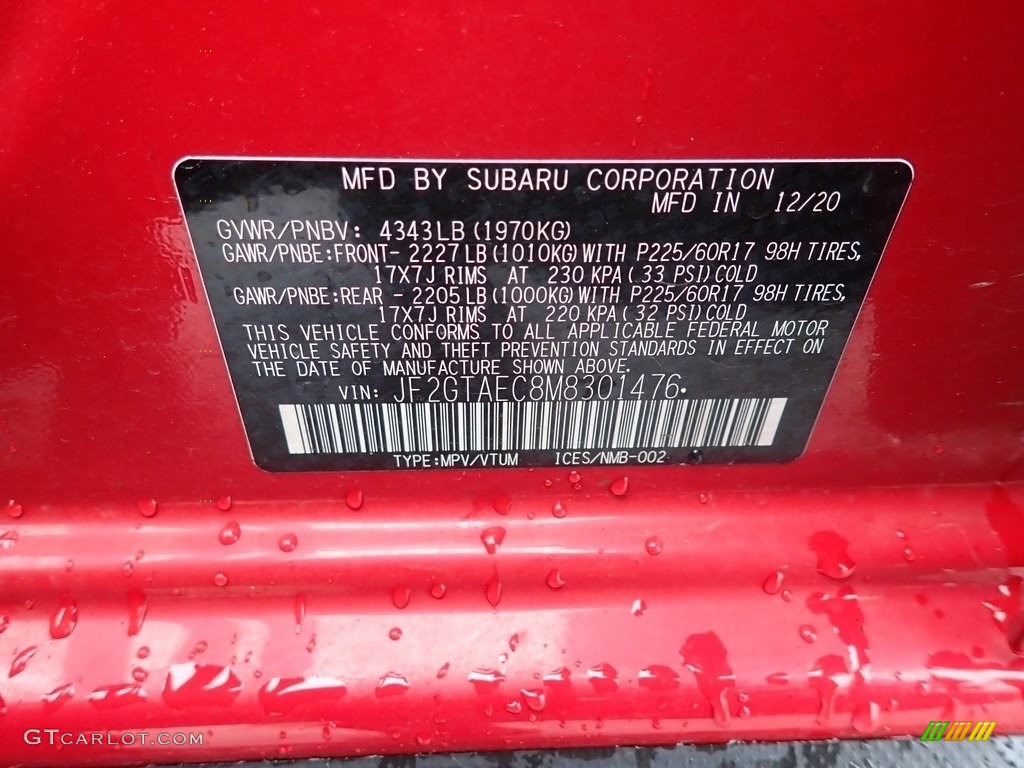 MFD BY SUBARU CORPORATION
MFD IN 12/20
GVWR/PNBV: 4343LB (1970KG)
GAWR/PNBE:FRONT- 2227LB (1010KG) WITH P225/60R17 98H TIRES,
17X7J RIMS AT 230 KPA ( 33 PSI) COLD
GAWR/PNBE:REAR - 2205LB (1000KG) WITH P225/60R17 98H TIRES,
17X7J RIMS AT 220 KPA ( 32 PSI) COLD
THIS VEHICLE CONFORMS TO ALL APPLICABLE FEDERAL MOTOR
VEHICLE SAFETY AND THEFT PREVENTION STANDARDS IN EFFECT ON
THE DATE OF MANUFACTURE SHOWN ABOVE.
VIN: JF2GTAEC8M8301476
TYPE:MPV/VTUM ICES/NMB-002
GTCARLOT.COM